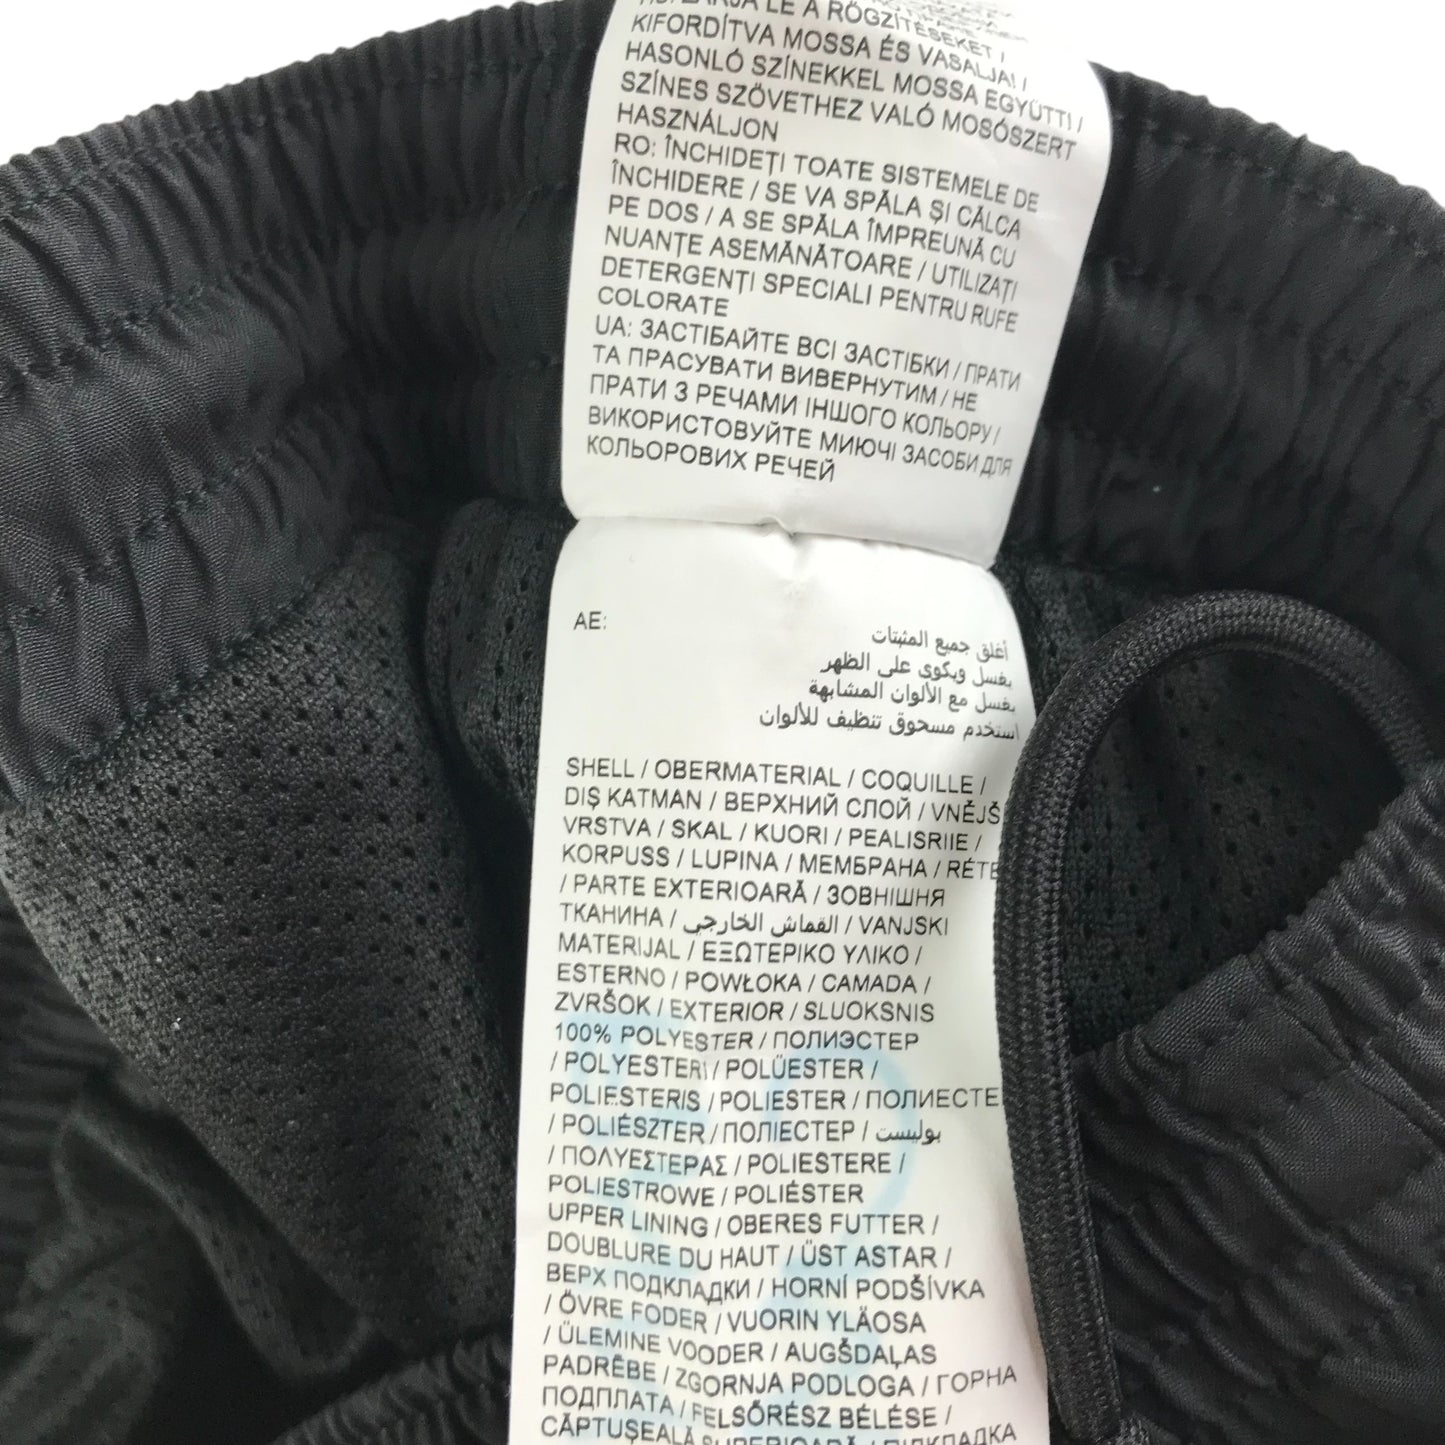 ZÁRJA LE A RÖGZÍTÉSEKET /
KIFORDÍTVA MOSSA ÉS VASALJA! /
HASONLÓ SZÍNEKKEL MOSSA EGYÜTT! /
SZÍNES SZÖVETHEZ VALÓ MOSÓSZERT
HASZNÁLJON
RO: ÎNCHIDEȚI TOATE SISTEMELE DE
ÎNCHIDERE / SE VA SPĂLA ȘI CĂLCA
PE DOS / A SE SPĂLA ÎMPREUNĂ CU
NUANȚE ASEMĂNĂTOARE / UTILIZAȚI
DETERGENȚI SPECIALI PENTRU RUFE
COLORATE
UA: ЗАСТІБАЙТЕ ВСІ ЗАСТІБКИ / ПРАТИ
ТА ПРАСУВАТИ ВИВЕРНУТИМ / НЕ
ПРАТИ З РЕЧАМИ ІНШОГО КОЛЬОРУ /
ВИКОРИСТОВУЙТЕ МИЮЧІ ЗАСОБИ ДЛЯ
КОЛЬОРОВИХ РЕЧЕЙ
AE:
أغلق جميع المثبتات
يغسل ويكوى على الظهر
يغسل مع الألوان المشابهة
استخدم مسحوق تنظيف للألوان
SHELL / OBERMATERIAL / COQUILLE /
DIŞ KATMAN / ВЕРХНИЙ СЛОЙ / VNĚJŠ
VRSTVA / SKAL / KUORI / PEALISRIIE /
KORPUSS / LUPINA / МЕМБРАНА / RÉTE
/ PARTE EXTERIOARĂ / ЗОВНІШНЯ
ТКАНИНА / القماش الخارجي / VANJSKI
MATERIJAL / ΕΞΩΤΕΡΙΚΟ ΥΛΙΚΟ /
ESTERNO / POWŁOKA / CAMADA /
ZVRŠOK / EXTERIOR / SLUOKSNIS
100% POLYESTER / ПОЛИЭСТЕР
/ POLYESTERI / POLÜESTER /
POLIESTERIS / POLIESTER / ПОЛИЕСТЕ
/ POLIÉSZTER / ПОЛІЕСТЕР / بوليست
/ ΠΟΛΥΕΣΤΕΡΑΣ / POLIESTERE /
POLIESTROWE / POLIÉSTER
UPPER LINING / OBERES FUTTER /
DOUBLURE DU HAUT / ÜST ASTAR /
ВЕРХ ПОДКЛАДКИ / HORNÍ PODŠÍVKA
/ ÖVRE FODER / VUORIN YLÄOSA
/ ÜLEMINE VOODER / AUGŠDAĻAS
PADRĒBE / ZGORNJA PODLOGA / ГОРНА
ПОДПЛАТА / FELSŐRÉSZ BÉLÉSE /
CĂPTUȘEALĂ SUPERIOARĂ / ПІДКЛАДКА